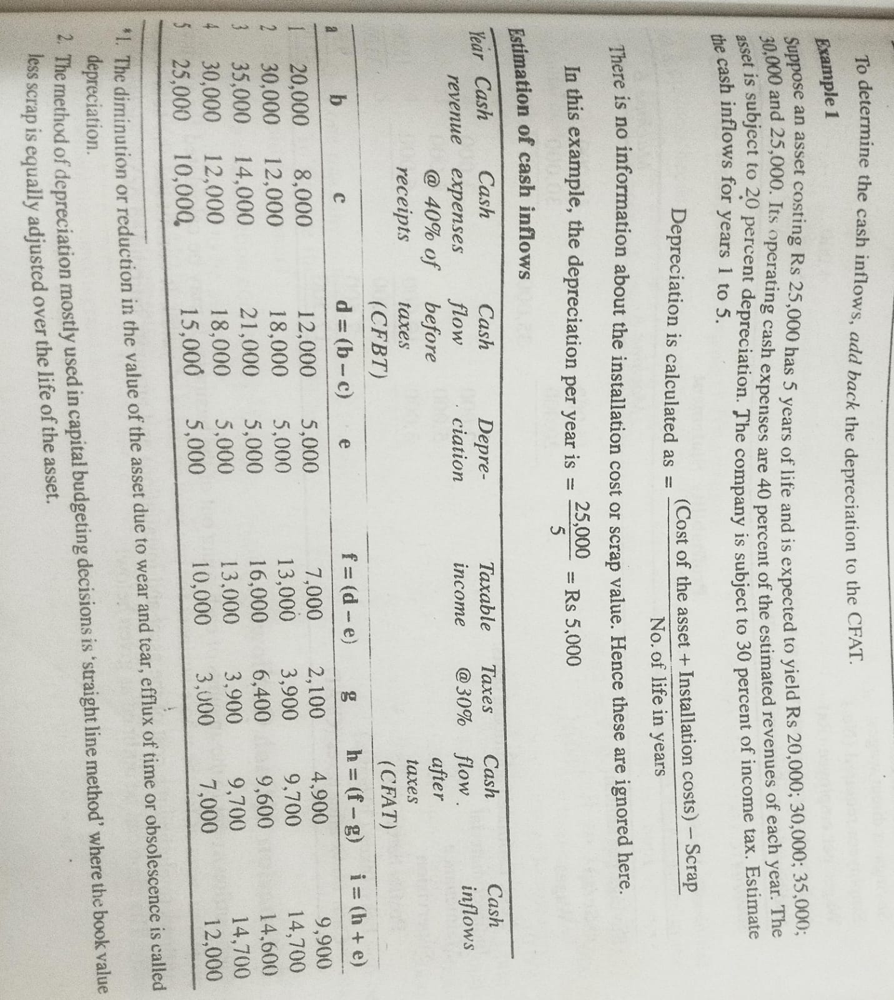 To determine the cash inflows, add back the depreciation to the CFAT.
Example 1
Suppose an asset costing Rs 25,000 has 5 years of life and is expected to yield Rs 20,000; 30,000; 35,000;
30,000 and 25,000. Its operating cash expenses are 40 percent of the estimated revenues of each year. The
asset is subject to 20 percent depreciation. The company is subject to 30 percent of income tax. Estimate
the cash inflows for years 1 to 5.
Depreciation is calculated as = (Cost of the asset + Installation costs) – Scrap
No. of life in years
There is no information about the installation cost or scrap value. Hence these are ignored here.
In this example, the depreciation per year is = 25,000 / 5 = Rs 5,000
Estimation of cash inflows
Year Cash Cash Cash Depre- Taxable Taxes Cash Cash
revenue expenses flow ciation income @30% flow inflows
@ 40% of before after
receipts taxes taxes
(CFBT) (CFAT)
a b c d = (b – c) e f = (d – e) g h = (f – g) i = (h + e)
1 20,000 8,000 12,000 5,000 7,000 2,100 4,900 9,900
2 30,000 12,000 18,000 5,000 13,000 3,900 9,700 14,700
3 35,000 14,000 21,000 5,000 16,000 6,400 9,600 14,600
4 30,000 12,000 18,000 5,000 13,000 3,900 9,700 14,700
5 25,000 10,000 15,000 5,000 10,000 3,000 7,000 12,000
*1. The diminution or reduction in the value of the asset due to wear and tear, efflux of time or obsolescence is called
depreciation.
2. The method of depreciation mostly used in capital budgeting decisions is ‘straight line method’ where the book value
less scrap is equally adjusted over the life of the asset.